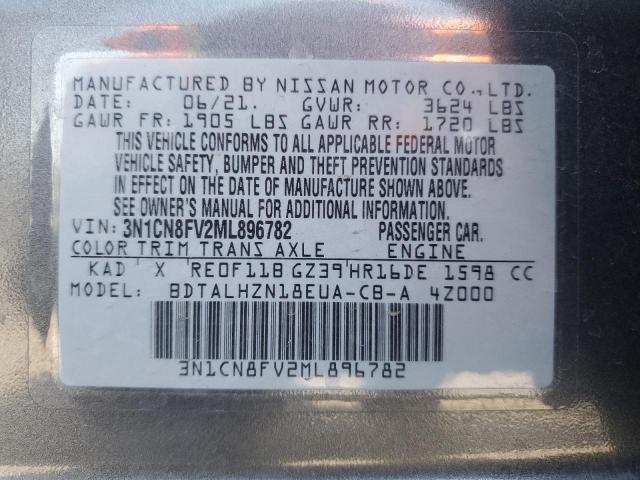 MANUFACTURED BY NISSAN MOTOR CO.,LTD.
DATE: 06/21. GVWR: 3624 LBS
GAWR FR: 1905 LBS GAWR RR: 1720 LBS
THIS VEHICLE CONFORMS TO ALL APPLICABLE FEDERAL MOTOR
VEHICLE SAFETY, BUMPER AND THEFT PREVENTION STANDARDS
IN EFFECT ON THE DATE OF MANUFACTURE SHOWN ABOVE.
SEE OWNER'S MANUAL FOR ADDITIONAL INFORMATION.
VIN: 3N1CN8FV2ML896782 PASSENGER CAR.
COLOR TRIM TRANS AXLE ENGINE
KAD X RE0F11B GZ39 HR16DE 1598 CC
MODEL: BDTALHZN18EUA-CB-A 4Z000
3N1CN8FV2ML896782